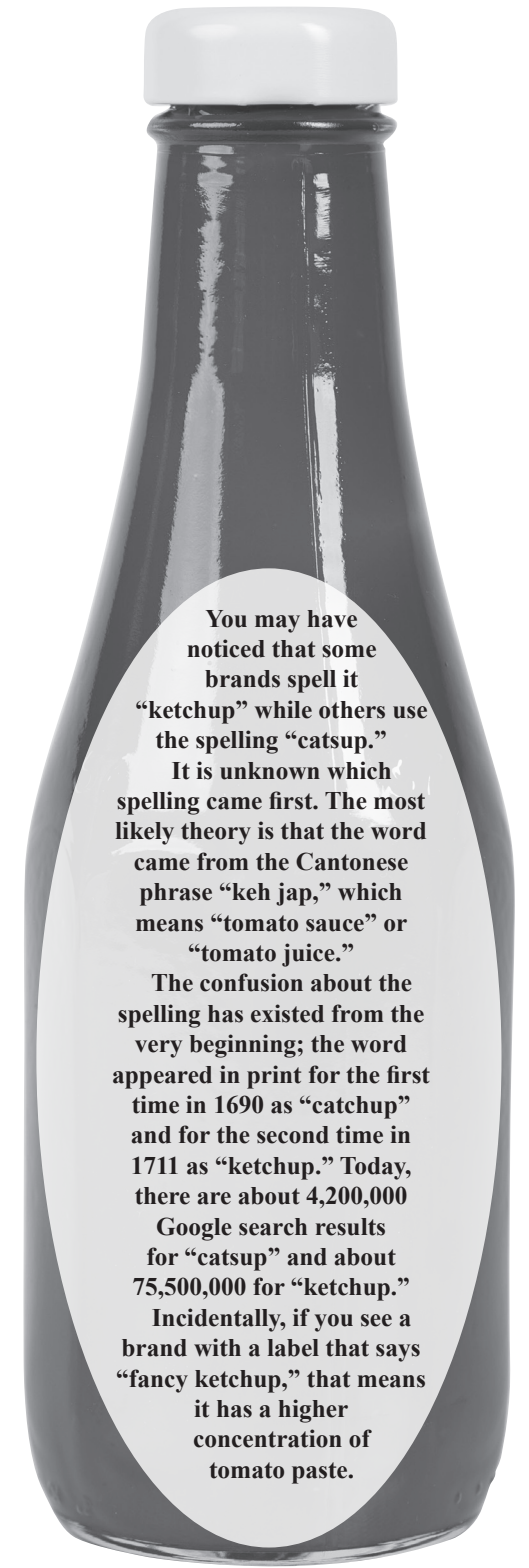 You may have
noticed that some
brands spell it
“ketchup” while others use
the spelling “catsup.”
It is unknown which
spelling came first. The most
likely theory is that the word
came from the Cantonese
phrase “keh jap,” which
means “tomato sauce” or
“tomato juice.”
The confusion about the
spelling has existed from the
very beginning; the word
appeared in print for the first
time in 1690 as “catchup”
and for the second time in
1711 as “ketchup.” Today,
there are about 4,200,000
Google search results
for “catsup” and about
75,500,000 for “ketchup.”
Incidentally, if you see a
brand with a label that says
“fancy ketchup,” that means
it has a higher
concentration of
tomato paste.